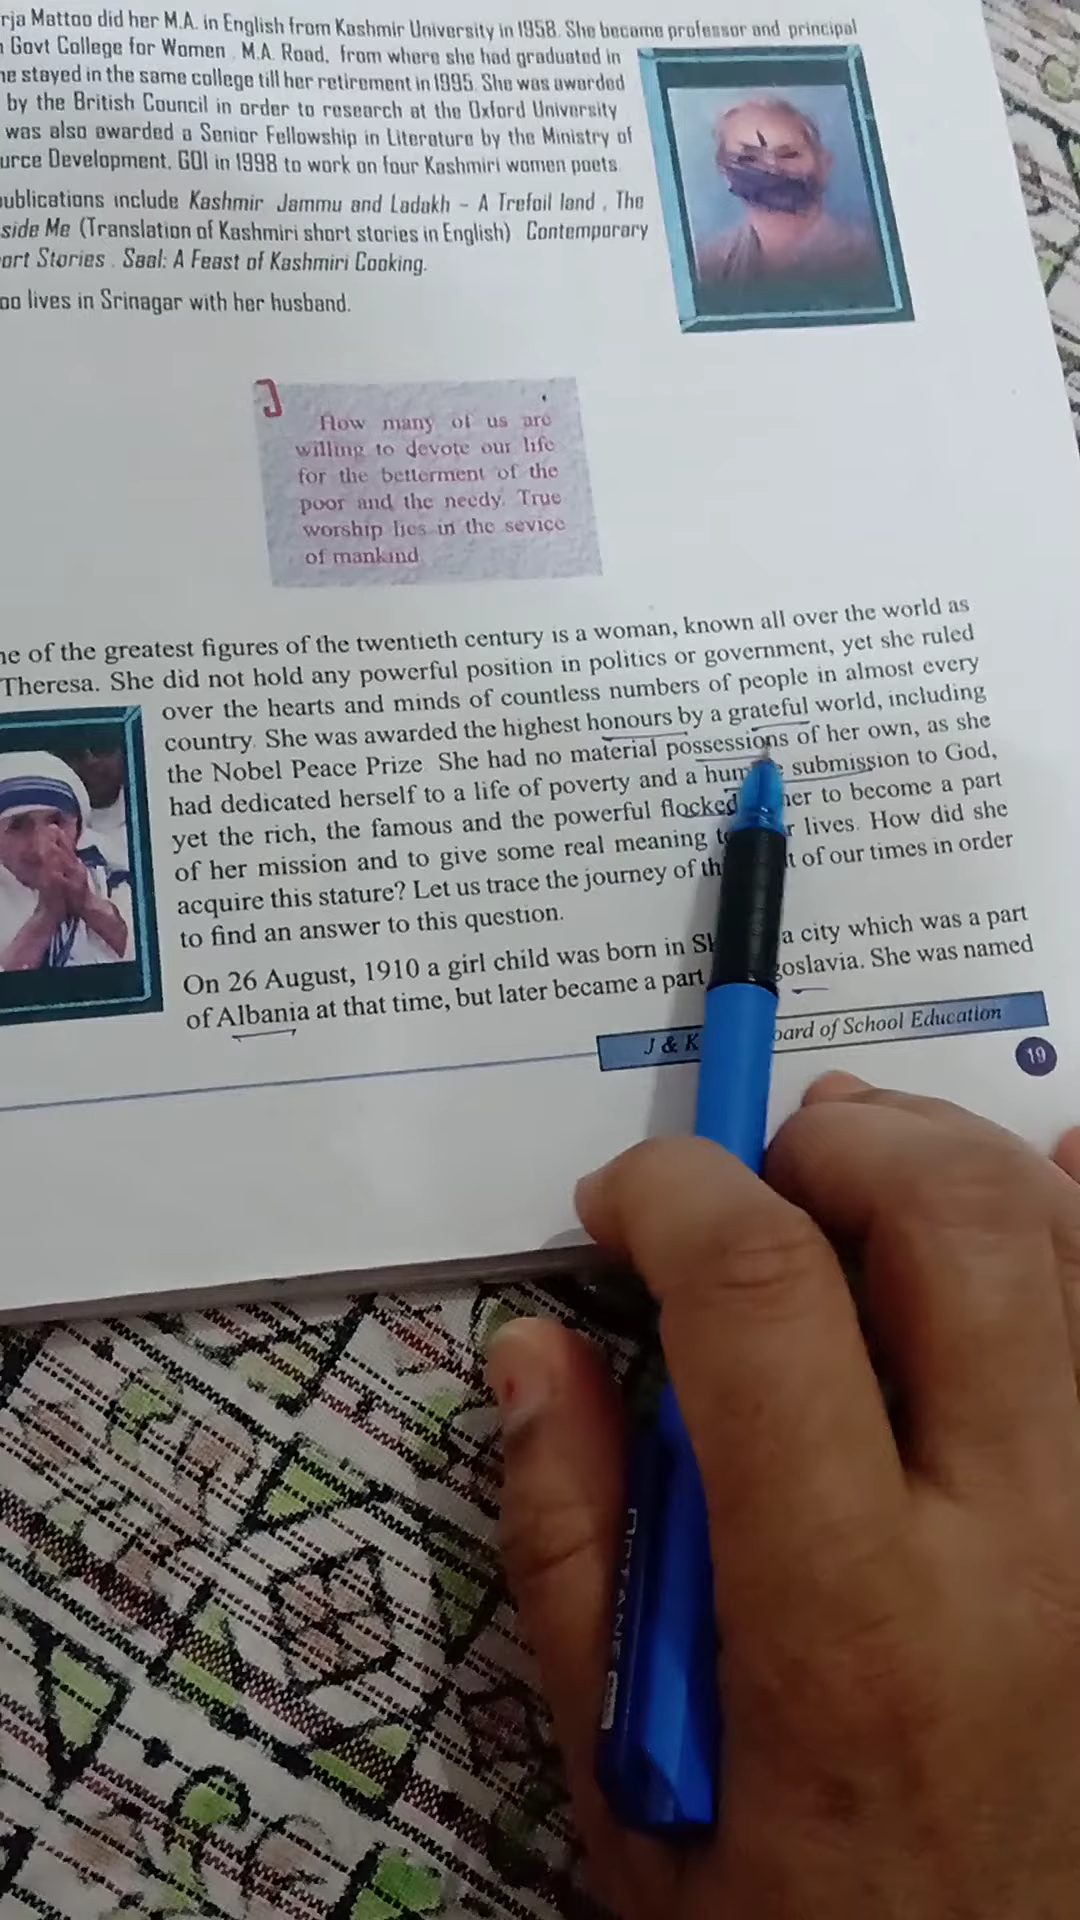 rja Mattoo did her M.A. in English from Kashmir University in 1958. She became professor and principal
Govt College for Women , M.A. Road, from where she had graduated in
he stayed in the same college till her retirement in 1995. She was awarded
by the British Council in order to research at the Oxford University
was also awarded a Senior Fellowship in Literature by the Ministry of
urce Development, GOI in 1998 to work on four Kashmiri women poets.
ublications include Kashmir Jammu and Ladakh - A Trefoil land , The
side Me (Translation of Kashmiri short stories in English) Contemporary
ort Stories , Saal: A Feast of Kashmiri Cooking.
oo lives in Srinagar with her husband.
How many of us are
willing to devote our life
for the betterment of the
poor and the needy. True
worship lies in the sevice
of mankind
ne of the greatest figures of the twentieth century is a woman, known all over the world as
Theresa. She did not hold any powerful position in politics or government, yet she ruled
over the hearts and minds of countless numbers of people in almost every
country. She was awarded the highest honours by a grateful world, including
the Nobel Peace Prize. She had no material possessions of her own, as she
had dedicated herself to a life of poverty and a hum submission to God,
yet the rich, the famous and the powerful flocked her to become a part
of her mission and to give some real meaning t r lives. How did she
acquire this stature? Let us trace the journey of th t of our times in order
to find an answer to this question.
On 26 August, 1910 a girl child was born in Sk a city which was a part
of Albania at that time, but later became a part goslavia. She was named
J & K oard of School Education
19